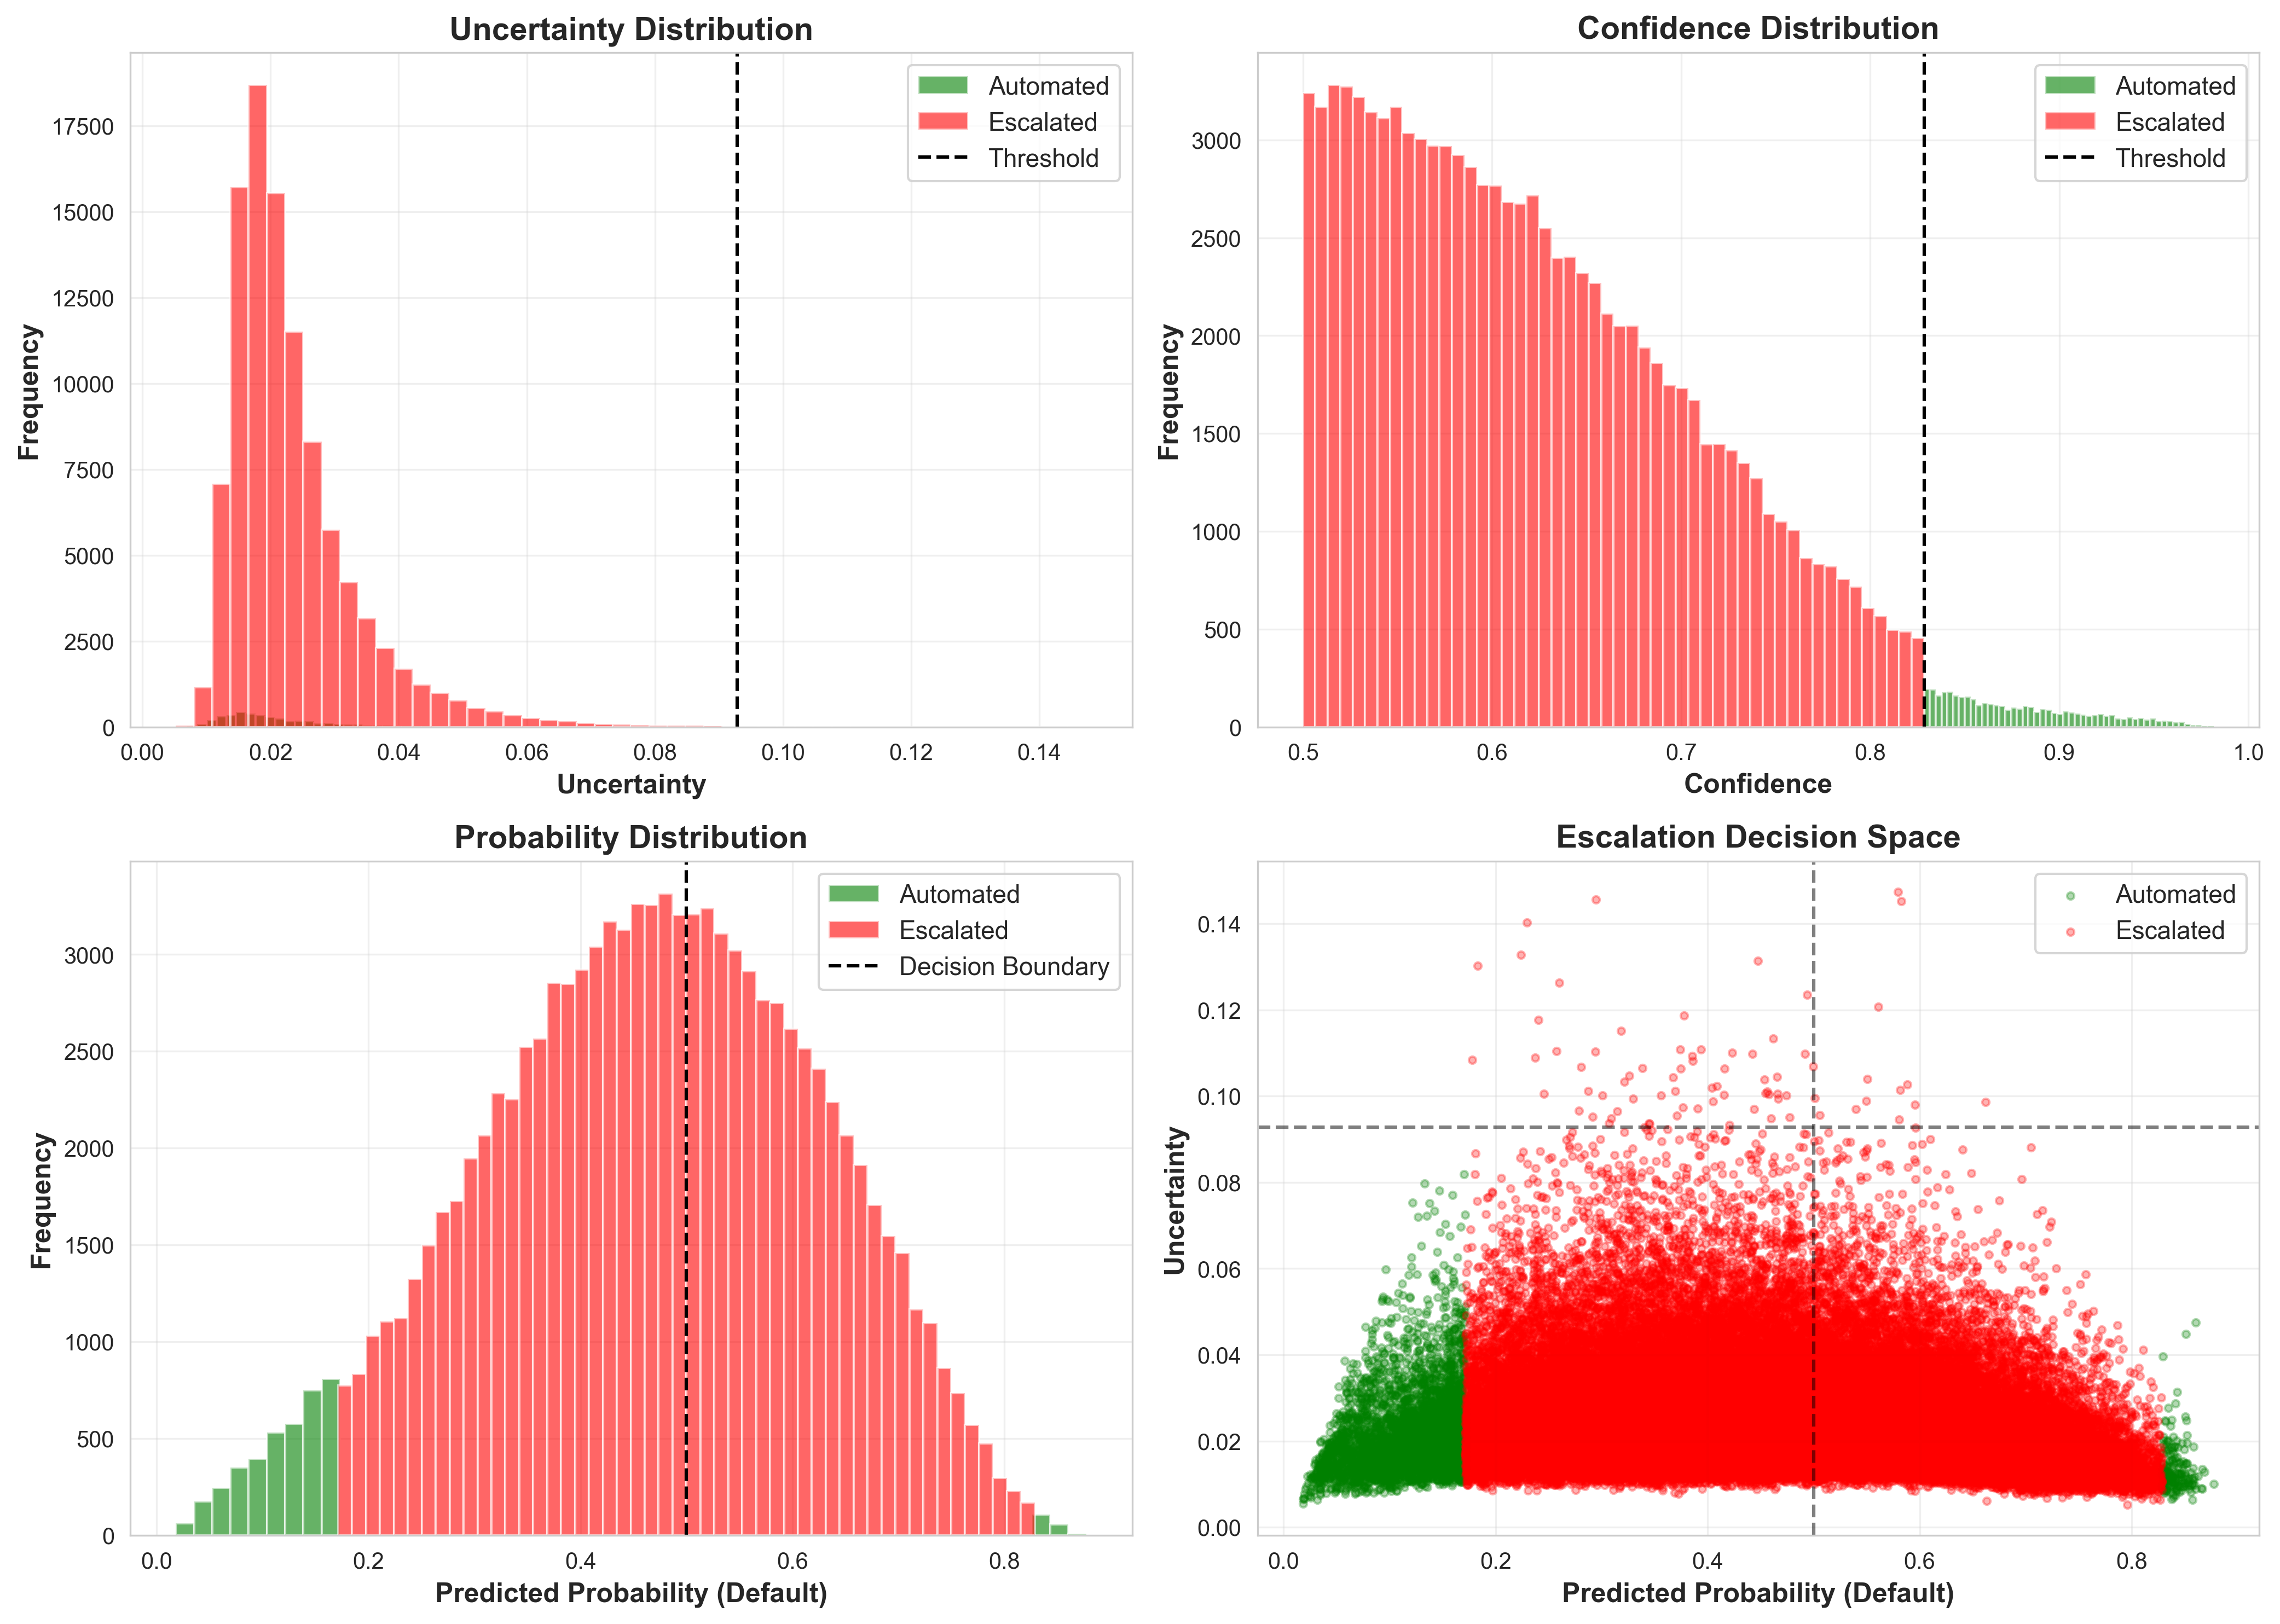 Uncertainty Distribution
Frequency
17500
15000
12500
10000
7500
5000
2500
0
0.00 0.02 0.04 0.06 0.08 0.10 0.12 0.14
Uncertainty
Automated
Escalated
Threshold
Confidence Distribution
Frequency
3000
2500
2000
1500
1000
500
0
0.5 0.6 0.7 0.8 0.9 1.0
Confidence
Automated
Escalated
Threshold
Probability Distribution
Frequency
3000
2500
2000
1500
1000
500
0
0.0 0.2 0.4 0.6 0.8
Predicted Probability (Default)
Automated
Escalated
Decision Boundary
Escalation Decision Space
Uncertainty
0.14
0.12
0.10
0.08
0.06
0.04
0.02
0.00
0.0 0.2 0.4 0.6 0.8
Predicted Probability (Default)
Automated
Escalated